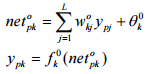 net^o_{pk} = \sum_{j=1}^{L} w^o_{kj} y_{pj} + \theta^0_k
y_{pk} = f^0_k (net^o_{pk})